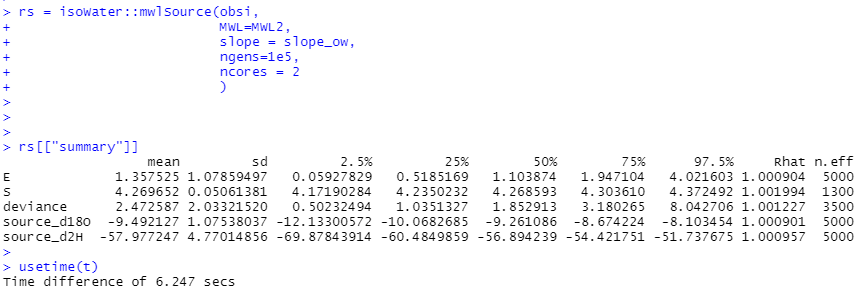 > rs = isoWater::mwlSource(obsi,
+ MWL=MWL2,
+ slope = slope_ow,
+ ngens=1e5,
+ ncores = 2
+ )
>
>
>
> rs[["summary"]]
mean sd 2.5% 25% 50% 75% 97.5% Rhat n.eff
E 1.357525 1.07859497 0.05927829 0.5185169 1.103874 1.947104 4.021603 1.000904 5000
S 4.269652 0.05061381 4.17190284 4.2350232 4.268593 4.303610 4.372492 1.001994 1300
deviance 2.472587 2.03321520 0.50232494 1.0351327 1.852913 3.180265 8.042706 1.001227 3500
source_d18O -9.492127 1.07538037 -12.13300572 -10.0682685 -9.261086 -8.674224 -8.103454 1.000901 5000
source_d2H -57.977247 4.77014856 -69.87843914 -60.4849859 -56.894239 -54.421751 -51.737675 1.000957 5000
>
> usetime(t)
Time difference of 6.247 secs